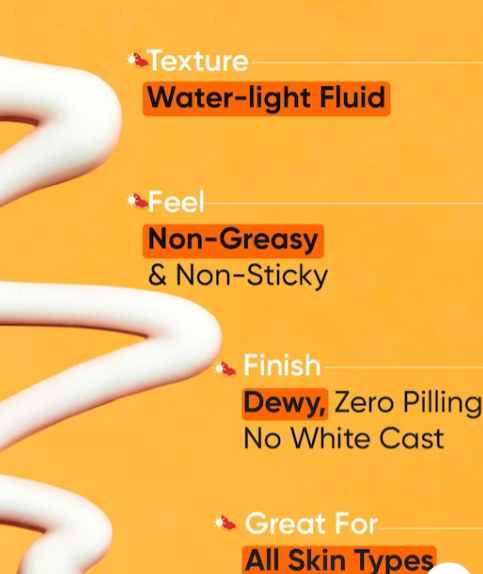 Texture
Water-light Fluid
Feel
Non-Greasy
& Non-Sticky
Finish
Dewy, Zero Pilling
No White Cast
Great For
All Skin Types